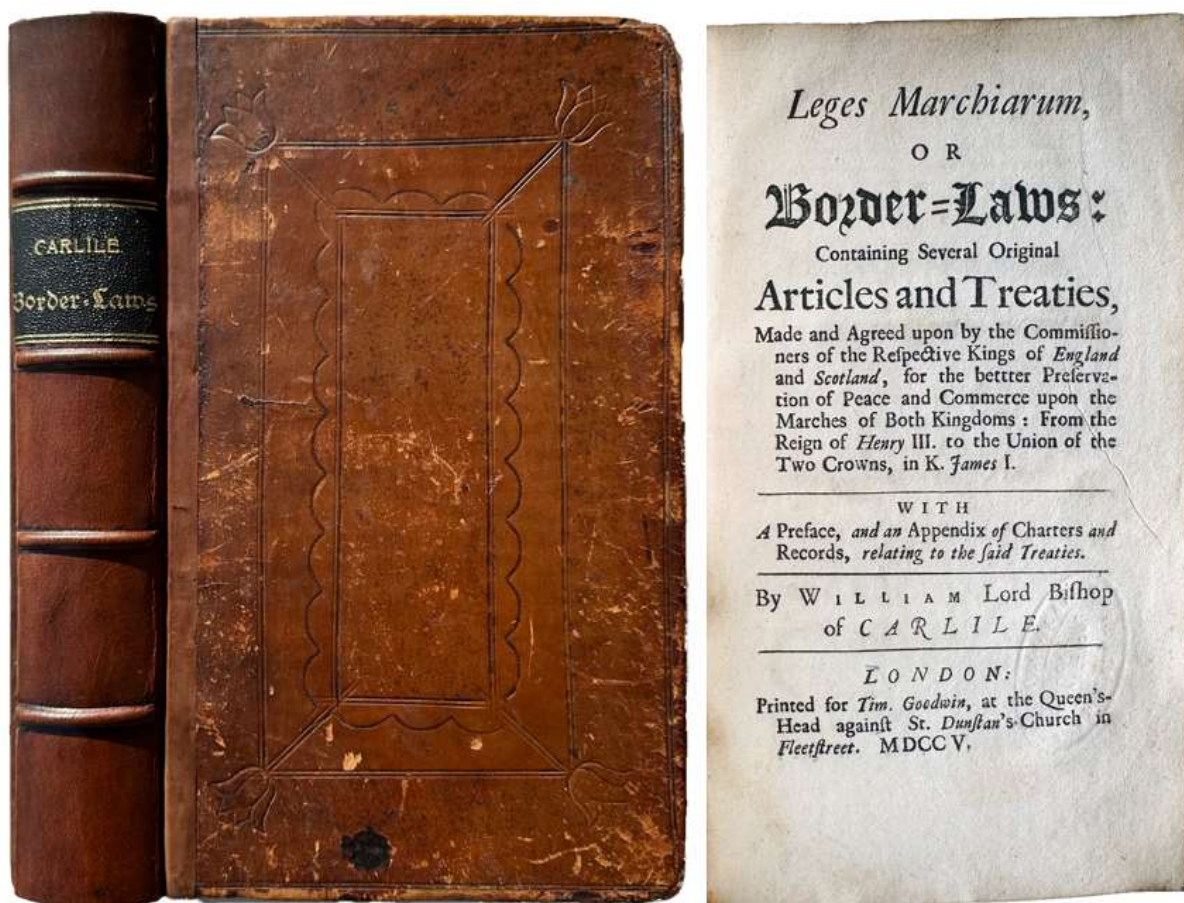 CARLILE
Border-Laws
Leges Marchiarum,
OR
Border-Laws:
Containing Several Original
Articles and Treaties,
Made and Agreed upon by the Commiſſio-
ners of the Reſpective Kings of England
and Scotland, for the bettter Preſerva-
tion of Peace and Commerce upon the
Marches of Both Kingdoms: From the
Reign of Henry III. to the Union of the
Two Crowns, in K. James I.
WITH
A Preface, and an Appendix of Charters and
Records, relating to the ſaid Treaties.
By WILLIAM Lord Biſhop
of CARLILE.
LONDON:
Printed for Tim. Goodwin, at the Queen's-
Head againſt St. Dunſtan's-Church in
Fleetſtreet. MDCCV.